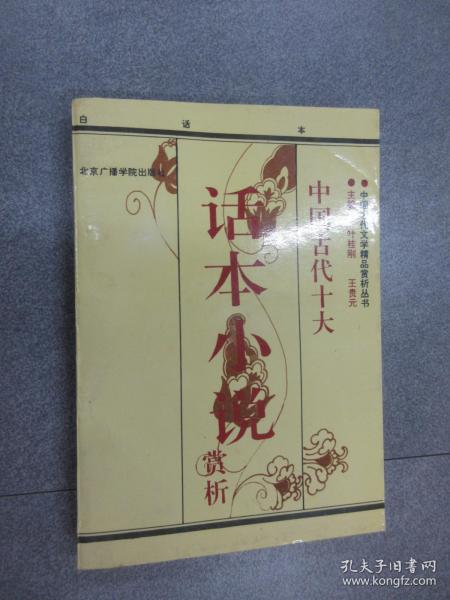 白 话 本
●中国古代文学精品赏析丛书
●主编 叶桂刚 王贵元
中国古代十大
话本小说
赏析
北京广播学院出版社
孔夫子旧书网
www.kongfz.com